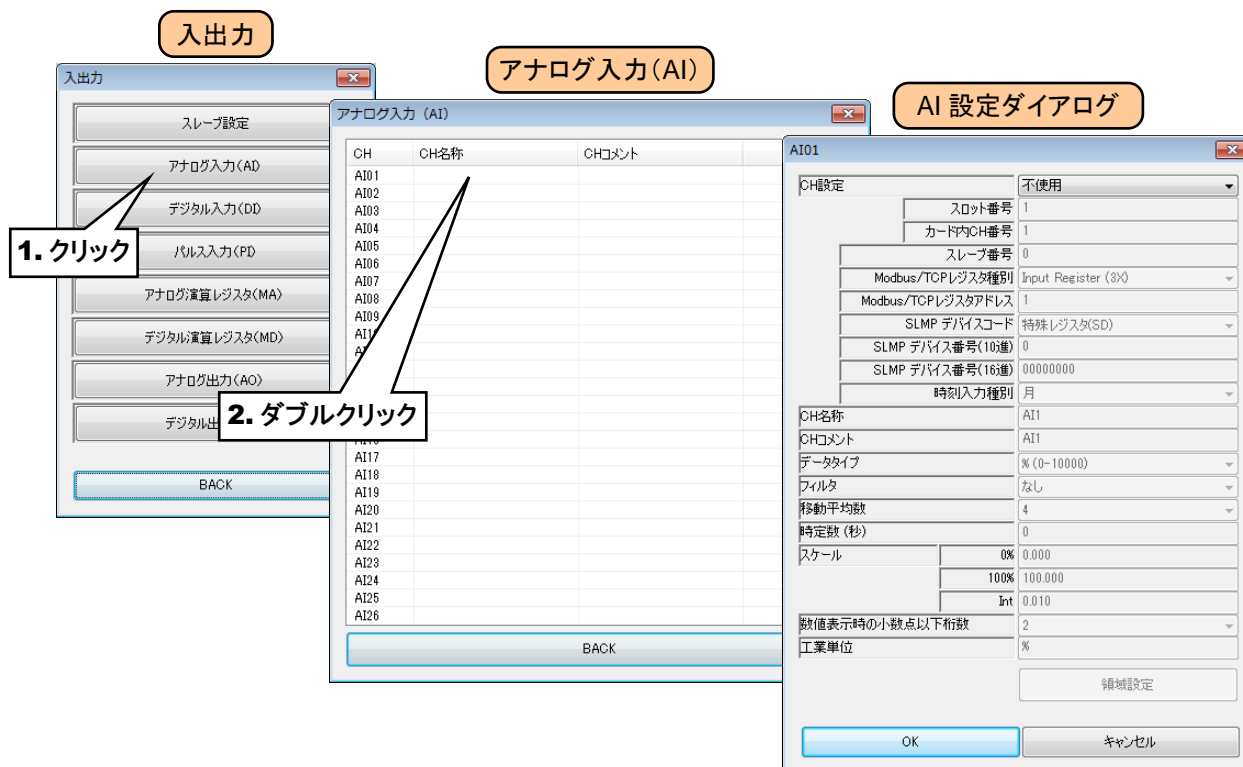 入出力
アナログ入力(AI)
AI 設定ダイアログ
入出力
スレーブ設定
アナログ入力(AI)
デジタル入力(DI)
パルス入力(PI)
アナログ演算レジスタ(MA)
デジタル演算レジスタ(MD)
アナログ出力(AO)
デジタル出
BACK
1. クリック
アナログ入力 (AI)
CH CH名称 CHコメント
AI01
AI02
AI03
AI04
AI05
AI06
AI07
AI08
AI09
AI17
AI18
AI19
AI20
AI21
AI22
AI23
AI24
AI25
AI26
BACK
2. ダブルクリック
AI01
CH設定 不使用
スロット番号 1
カード内CH番号 1
スレーブ番号 0
Modbus/TCPレジスタ種別 Input Register (3X)
Modbus/TCPレジスタアドレス 1
SLMP デバイスコード 特殊レジスタ(SD)
SLMP デバイス番号(10進) 0
SLMP デバイス番号(16進) 00000000
時刻入力種別 月
CH名称 AI1
CHコメント AI1
データタイプ % (0-10000)
フィルタ なし
移動平均数 4
時定数 (秒) 0
スケール 0% 0.000
100% 100.000
Int 0.010
数値表示時の小数点以下桁数 2
工業単位 %
領域設定
OK キャンセル